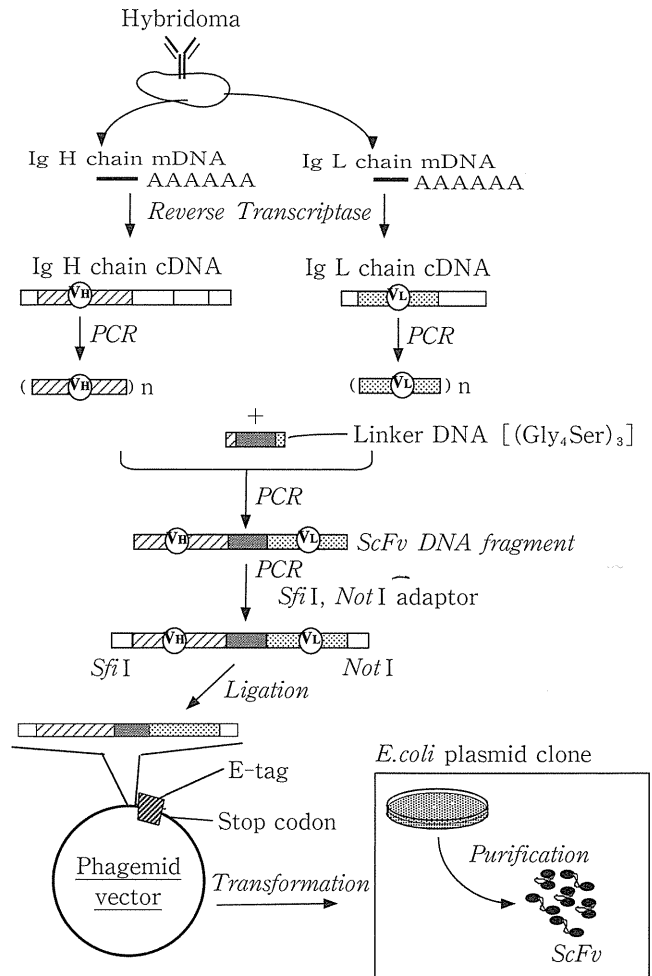 Hybridoma
Ig H chain mDNA
AAAAAA
Ig L chain mDNA
AAAAAA
Reverse Transcriptase
Ig H chain cDNA
Ig L chain cDNA
VH
VL
PCR
PCR
(VH)n
(VL)n
+
Linker DNA [(Gly₄Ser)₃]
PCR
VH
VL
ScFv DNA fragment
PCR
SfiI, NotI adaptor
VH
VL
SfiI
NotI
Ligation
E-tag
Stop codon
Phagemid
vector
Transformation
E.coli plasmid clone
Purification
ScFv